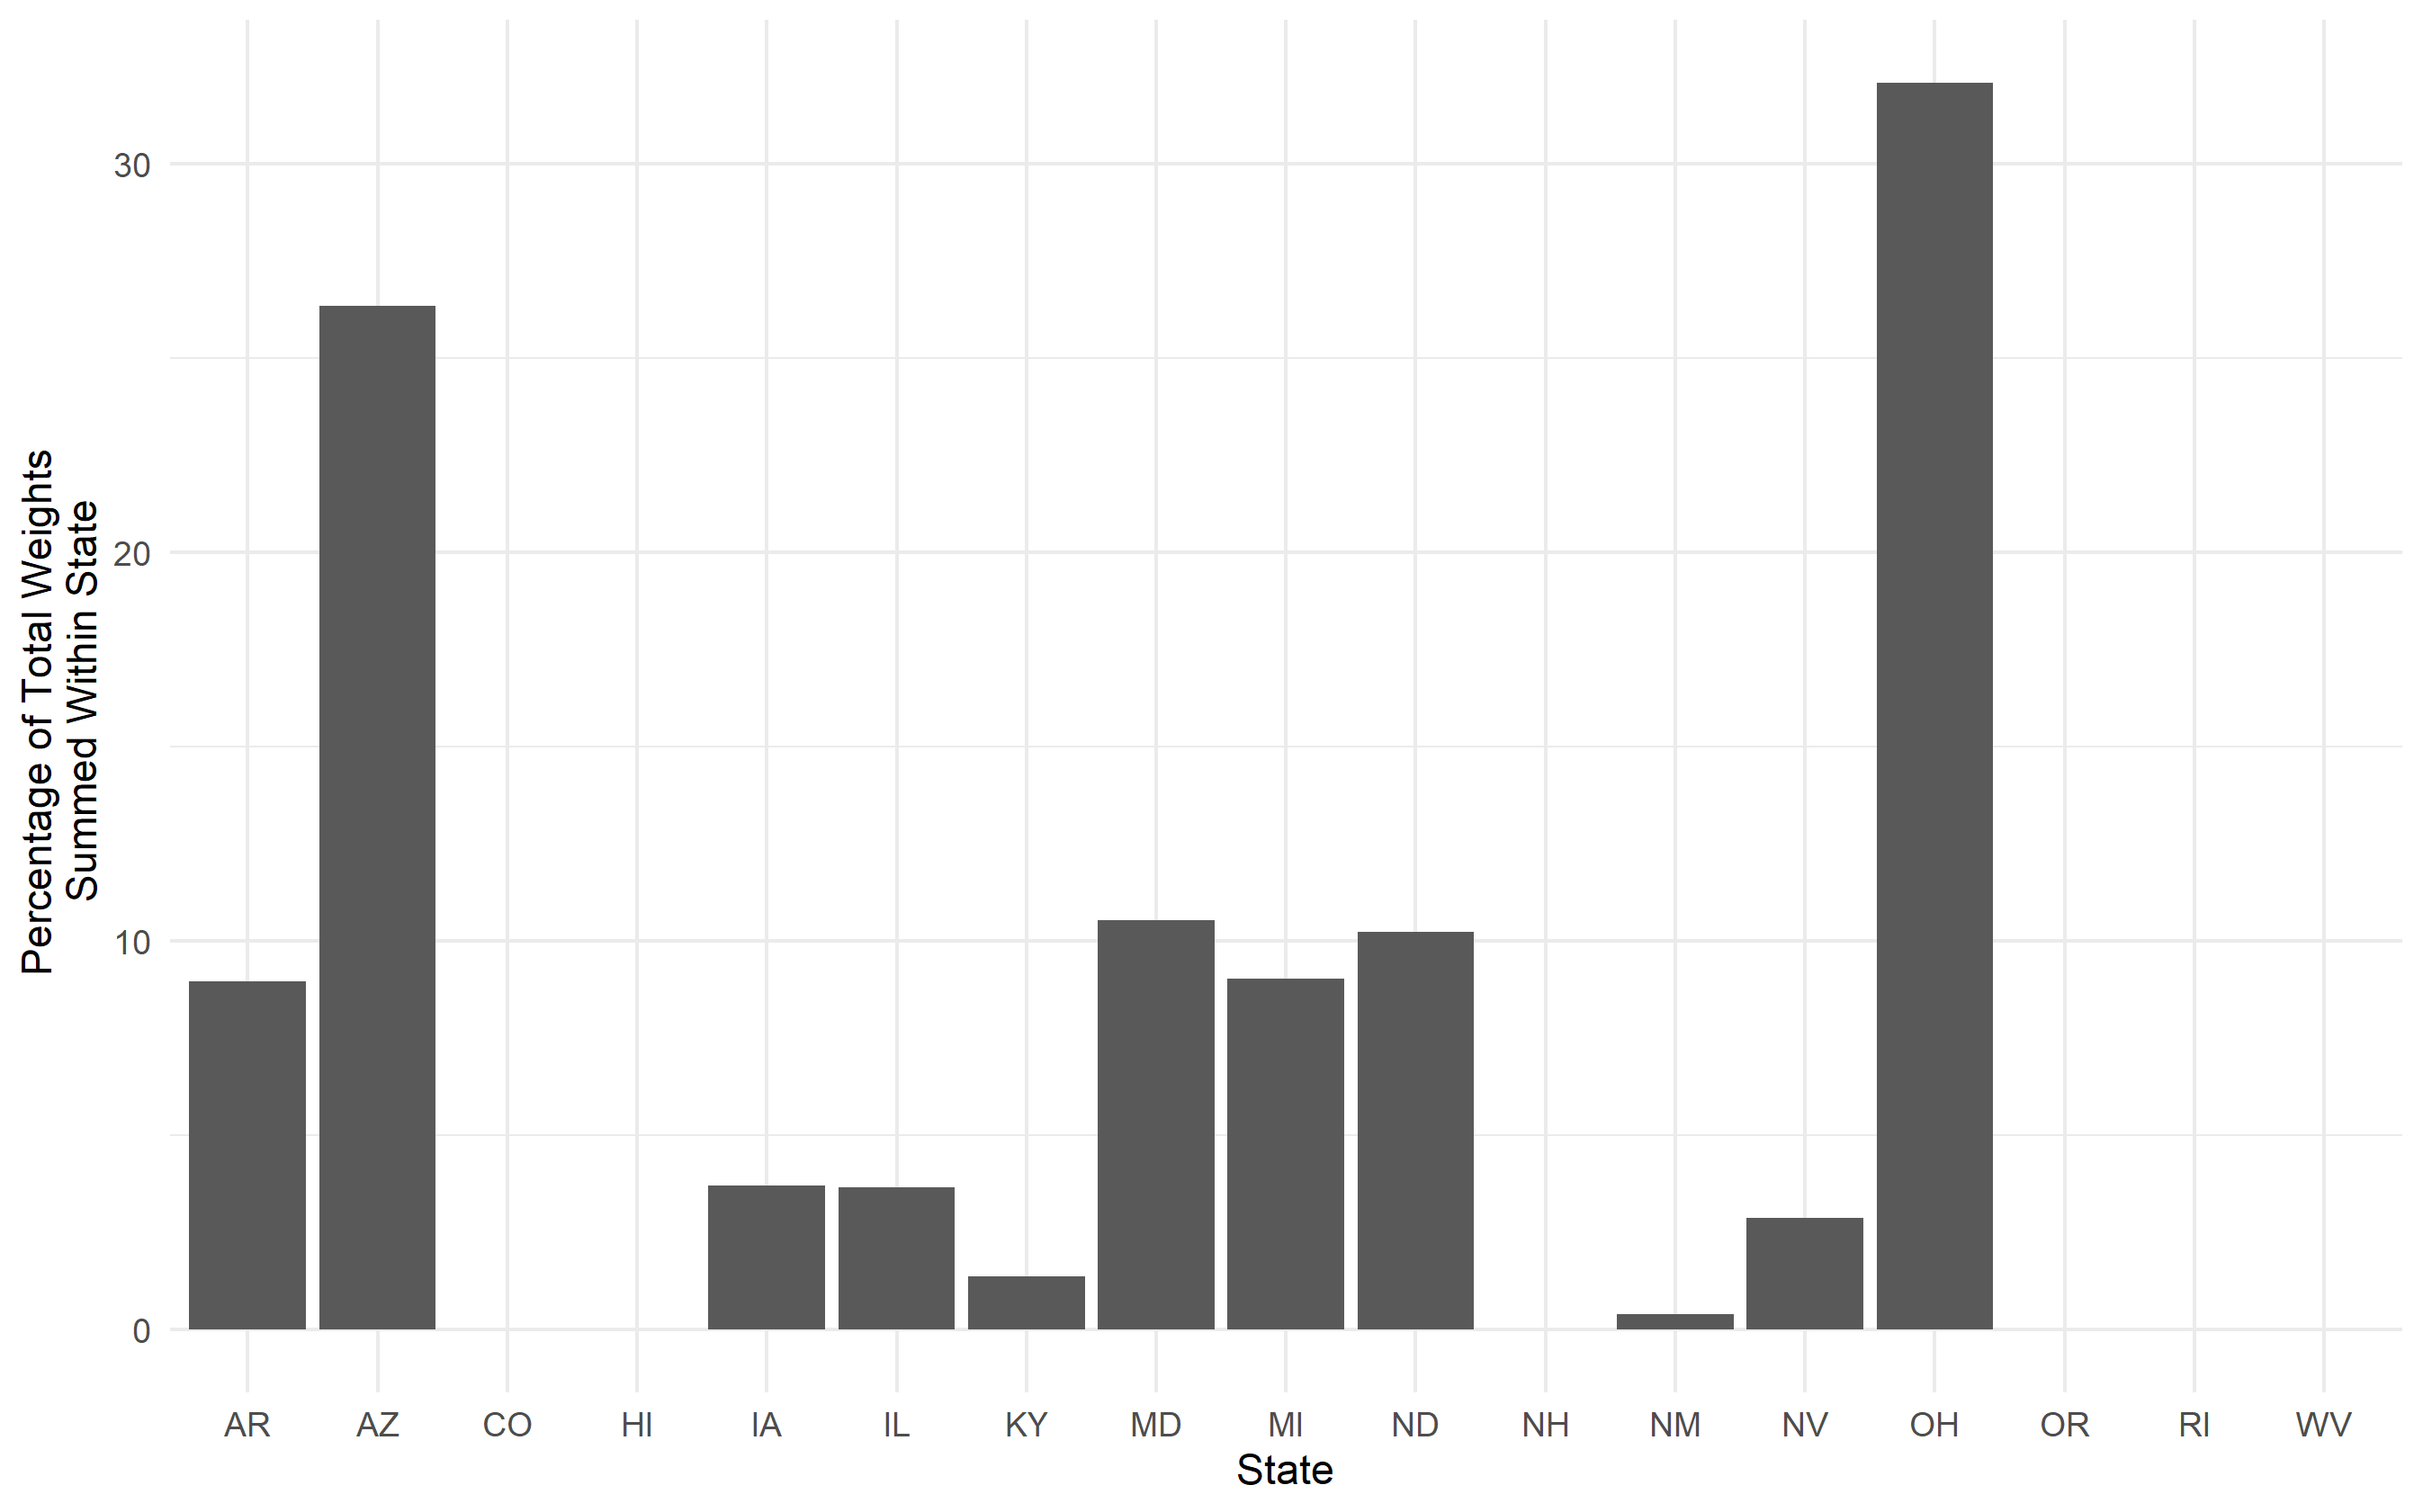 Percentage of Total Weights
Summed Within State
30
20
10
0
AR AZ CO HI IA IL KY MD MI ND NH NM NV OH OR RI WV
State